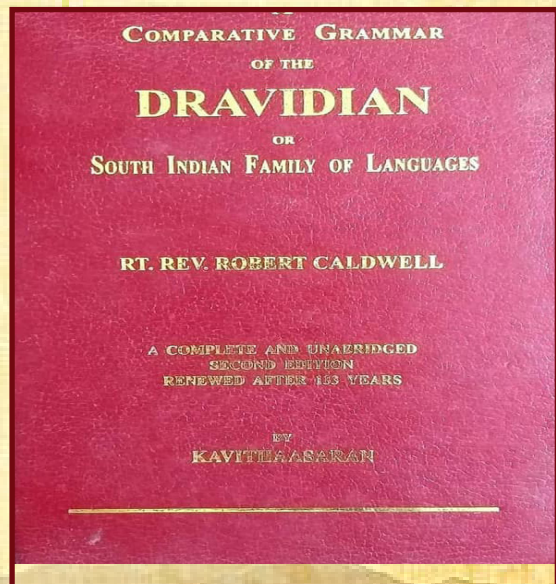 COMPARATIVE GRAMMAR
OF THE
DRAVIDIAN
OR
SOUTH INDIAN FAMILY OF LANGUAGES
RT. REV. ROBERT CALDWELL
A COMPLETE AND UNABRIDGED
SECOND EDITION
RENEWED AFTER 133 YEARS
BY
KAVITHAASARAN